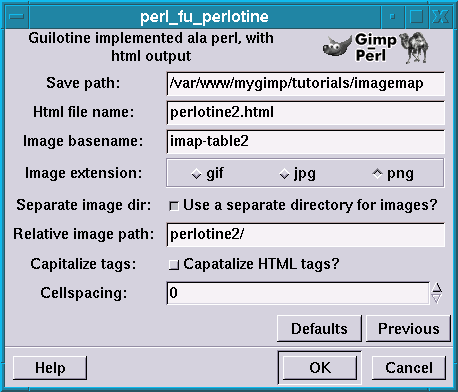 perl_fu_perlotine
Guilotine implemented ala perl, with
html output
Gimp
Perl
Save path: /var/www/mygimp/tutorials/imagemap
Html file name: perlotine2.html
Image basename: imap-table2
Image extension: gif jpg png
Separate image dir: Use a separate directory for images?
Relative image path: perlotine2/
Capitalize tags: Capatalize HTML tags?
Cellspacing: 0
Defaults Previous
Help OK Cancel